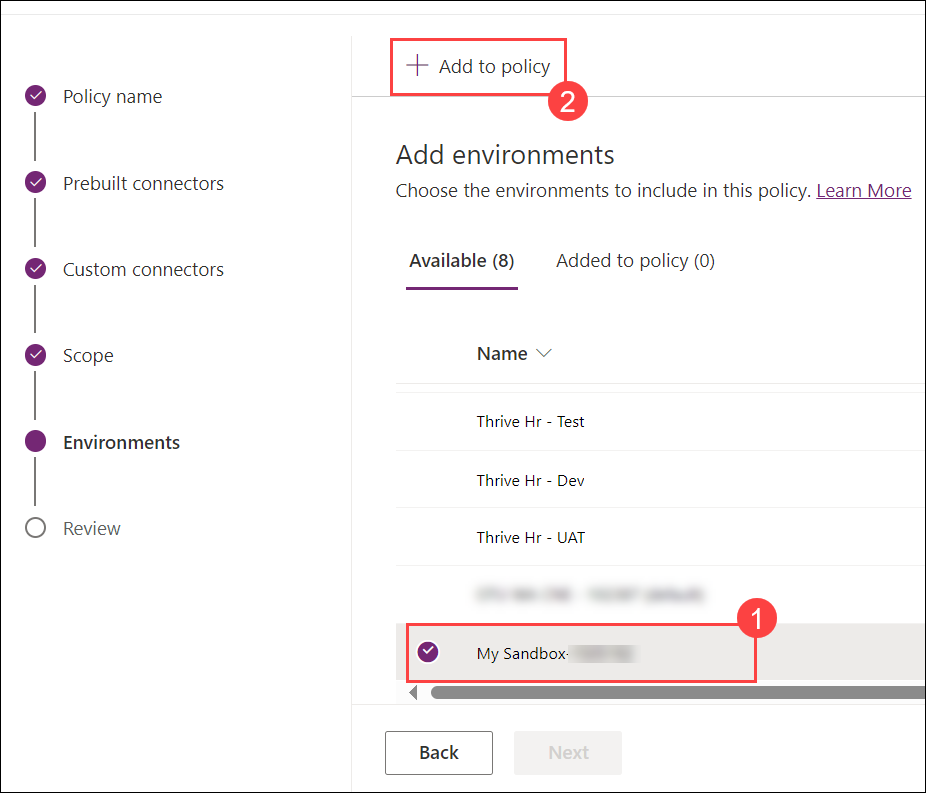 Policy name
Prebuilt connectors
Custom connectors
Scope
Environments
Review
Add to policy
2
Add environments
Choose the environments to include in this policy. Learn More
Available (8)
Added to policy (0)
Name
Thrive Hr - Test
Thrive Hr - Dev
Thrive Hr - UAT
1
My Sandbox-
Back
Next